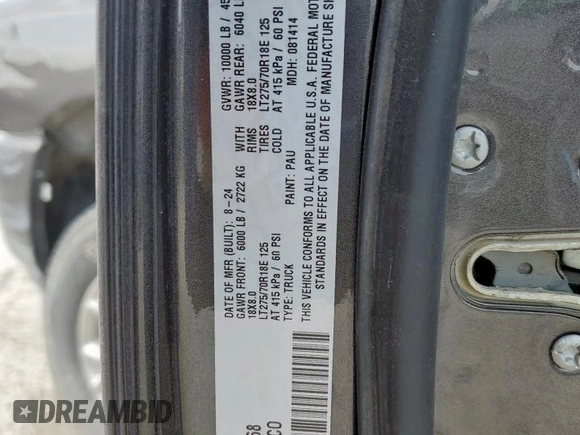 DATE OF MFR (BUILT): 8-24 GVWR: 10000 LB / 45
GAWR FRONT: 6000 LB / 2722 KG WITH GAWR REAR: 6040 L
18X8.0 RIMS 18X8.0
LT275/70R18E 125 TIRES LT275/70R18E 125
AT 415 kPa / 60 PSI COLD AT 415 kPa / 60 PSI
TYPE: TRUCK PAINT: PAU MDH: 081414
THIS VEHICLE CONFORMS TO ALL APPLICABLE U.S.A. FEDERAL MOT
STANDARDS IN EFFECT ON THE DATE OF MANUFACTURE S
68
CO
DREAMBID